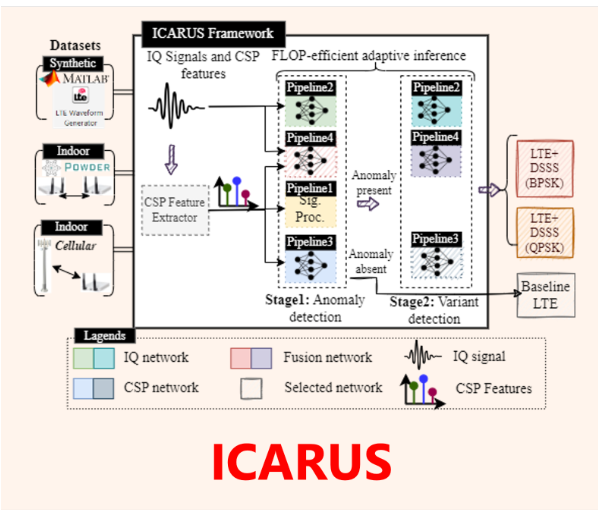 ICARUS Framework
Datasets
Synthetic
MATLAB®
lte
LTE Waveform
Generator
Indoor
POWDER
Indoor
Cellular
IQ Signals and CSP
features
FLOP-efficient adaptive inference
CSP Feature
Extractor
Pipeline2
Pipeline4
Pipeline1
Sig.
Proc.
Pipeline3
Stage1: Anomaly
detection
Anomaly
present
Anomaly
absent
Pipeline2
Pipeline4
Pipeline3
Stage2: Variant
detection
LTE+
DSSS
(BPSK)
LTE+
DSSS
(QPSK)
Baseline
LTE
Legends
IQ network
Fusion network
IQ signal
CSP network
Selected network
CSP Features
ICARUS